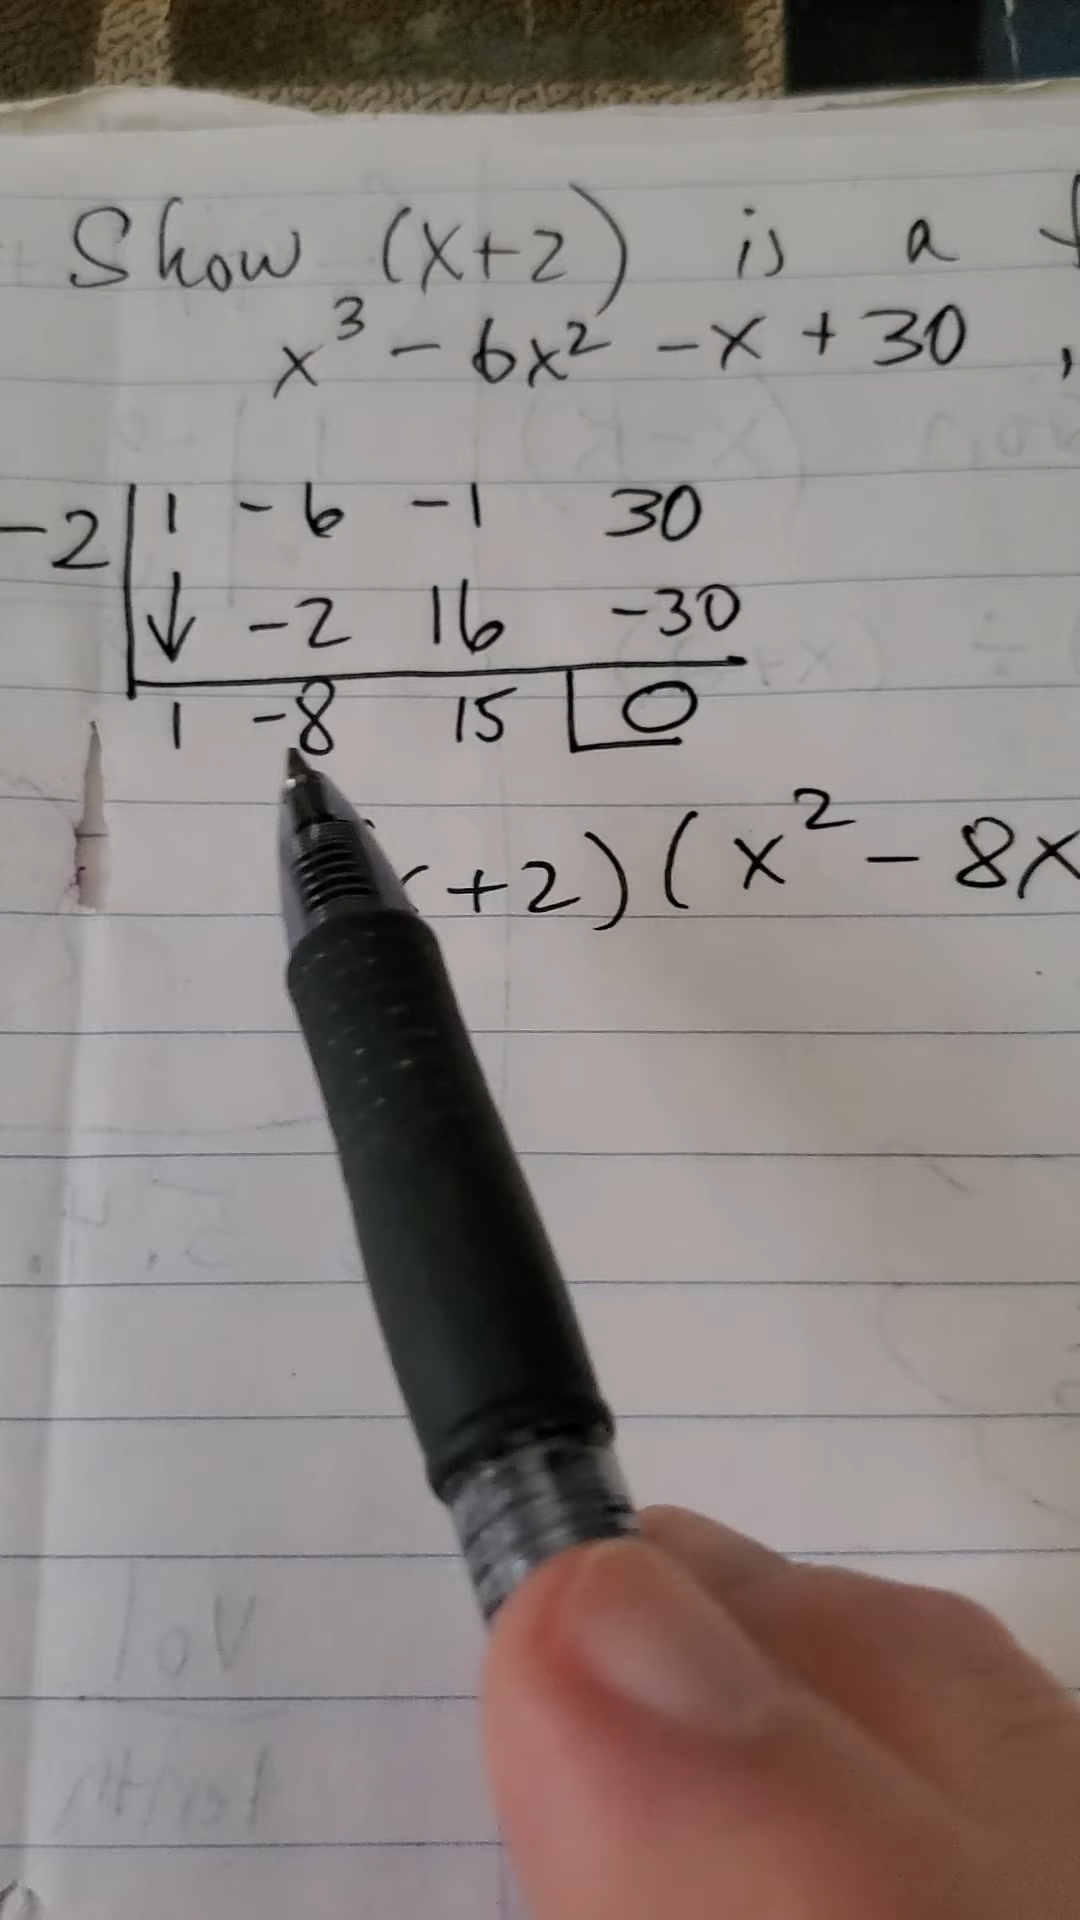 Show (x+2) is a
x³ - 6x² - x + 30 ,
-2 | 1 -6 -1 30
↓ -2 16 -30
1 -8 15 0
+2)(x² - 8x